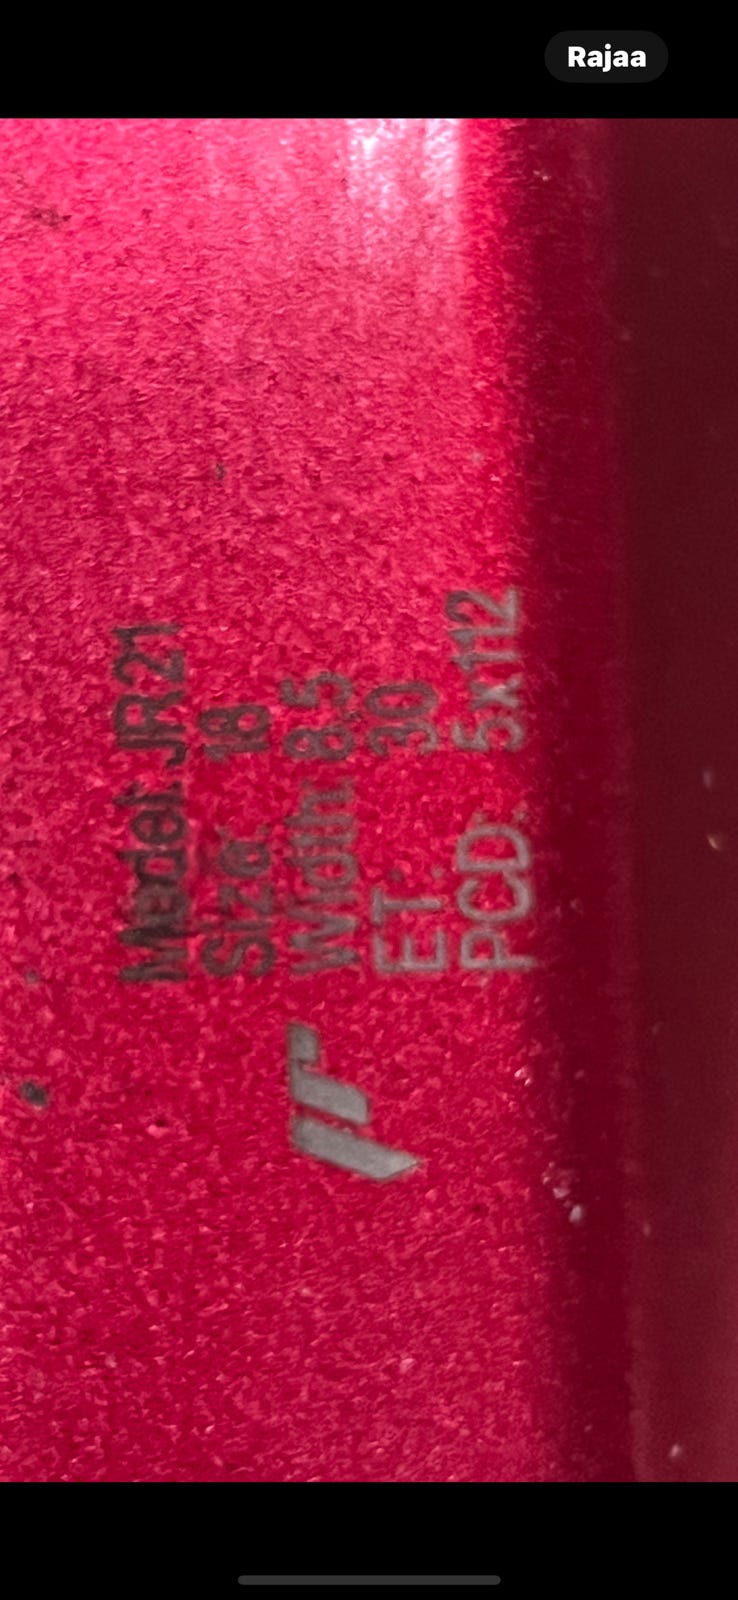 Rajaa
Model: JR21
Size: 18
Width: 8.5
ET: 30
PCD: 5x112